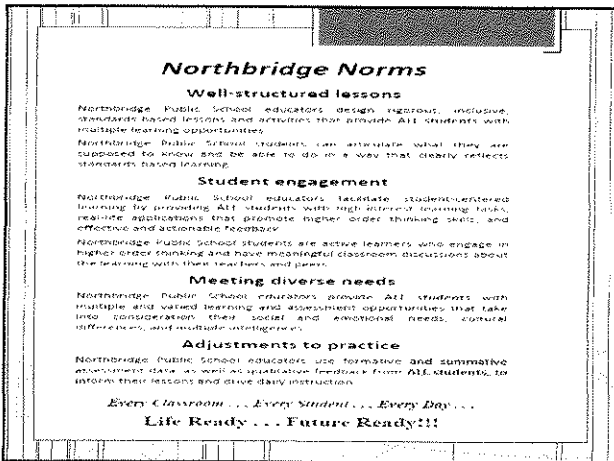 Northbridge Norms
Well-structured lessons
Northbridge Public School educators design rigorous, inclusive,
standards based lessons and activities that provide ALL students with
multiple learning opportunities
Northbridge Public School students can articulate what they are
supposed to know and be able to do in a way that clearly reflects
standards based learning
Student engagement
Northbridge Public School educators facilitate student-centered
learning by providing ALL students with high interest learning tasks,
real-life applications that promote higher order thinking skills, and
effective and actionable feedback
Northbridge Public School students are active learners who engage in
higher order thinking and have meaningful classroom discussions about
the learning with their teachers and peers
Meeting diverse needs
Northbridge Public School educators provide ALL students with
multiple and varied learning and assessment opportunities that take
into consideration their social and emotional needs, cultural
differences, and multiple intelligences
Adjustments to practice
Northbridge Public School educators use formative and summative
assessment data, as well as qualitative feedback from ALL students, to
inform their lessons and drive daily instruction
Every Classroom . . . Every Student . . . Every Day . . .
Life Ready . . . Future Ready!!!